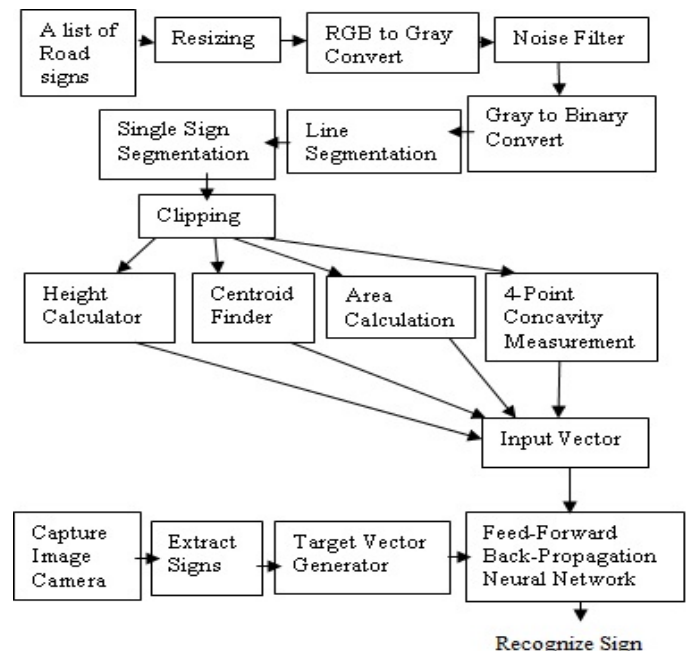 A list of
Road
signs
Resizing
RGB to Gray
Convert
Noise Filter
Gray to Binary
Convert
Line
Segmentation
Single Sign
Segmentation
Clipping
Height
Calculator
Centroid
Finder
Area
Calculation
4-Point
Concavity
Measurement
Input Vector
Capture
Image
Camera
Extract
Signs
Target Vector
Generator
Feed-Forward
Back-Propagation
Neural Network
Recognize Sign